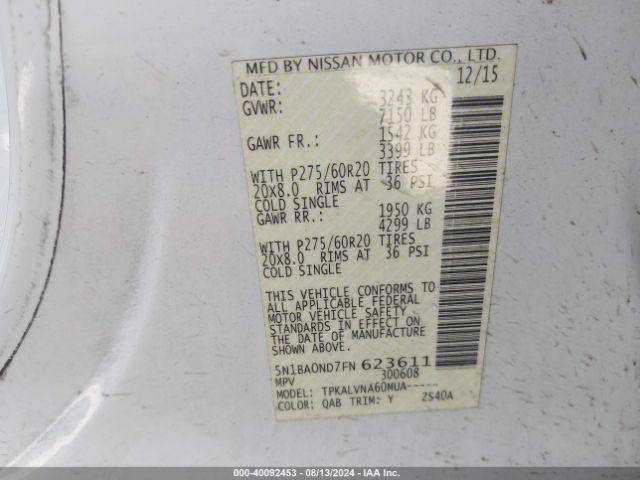 MFD BY NISSAN MOTOR CO., LTD.
DATE: 12/15
GVWR: 3243 KG
7150 LB
GAWR FR.: 1542 KG
3399 LB
WITH P275/60R20 TIRES
20X8.0 RIMS AT 36 PSI
COLD SINGLE
GAWR RR.: 1950 KG
4299 LB
WITH P275/60R20 TIRES
20X8.0 RIMS AT 36 PSI
COLD SINGLE
THIS VEHICLE CONFORMS TO
ALL APPLICABLE FEDERAL
MOTOR VEHICLE SAFETY
STANDARDS IN EFFECT ON
THE DATE OF MANUFACTURE
SHOWN ABOVE.
5N1BA0ND7FN 623611
MPV 300608
MODEL: TPKALVNA60MUA-----
COLOR: QAB TRIM: Y ZS40A
000-40092453 - 08/13/2024 - IAA Inc.